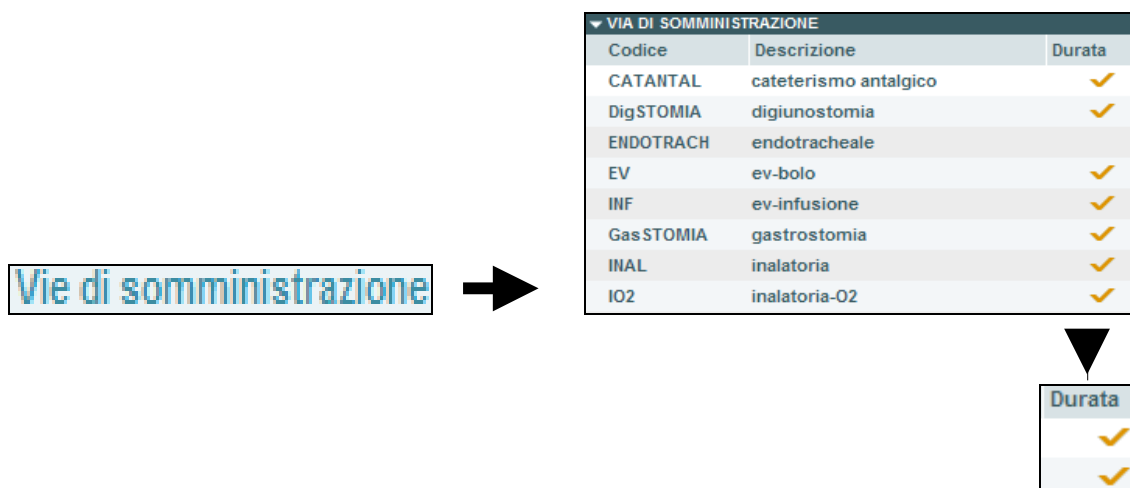 VIA DI SOMMINISTRAZIONE
Codice Descrizione Durata
CATANTAL cateterismo antalgico
DigSTOMIA digiunostomia
ENDOTRACH endotracheale
EV ev-bolo
INF ev-infusione
GasSTOMIA gastrostomia
INAL inalatoria
IO2 inalatoria-O2
Vie di somministrazione
Durata